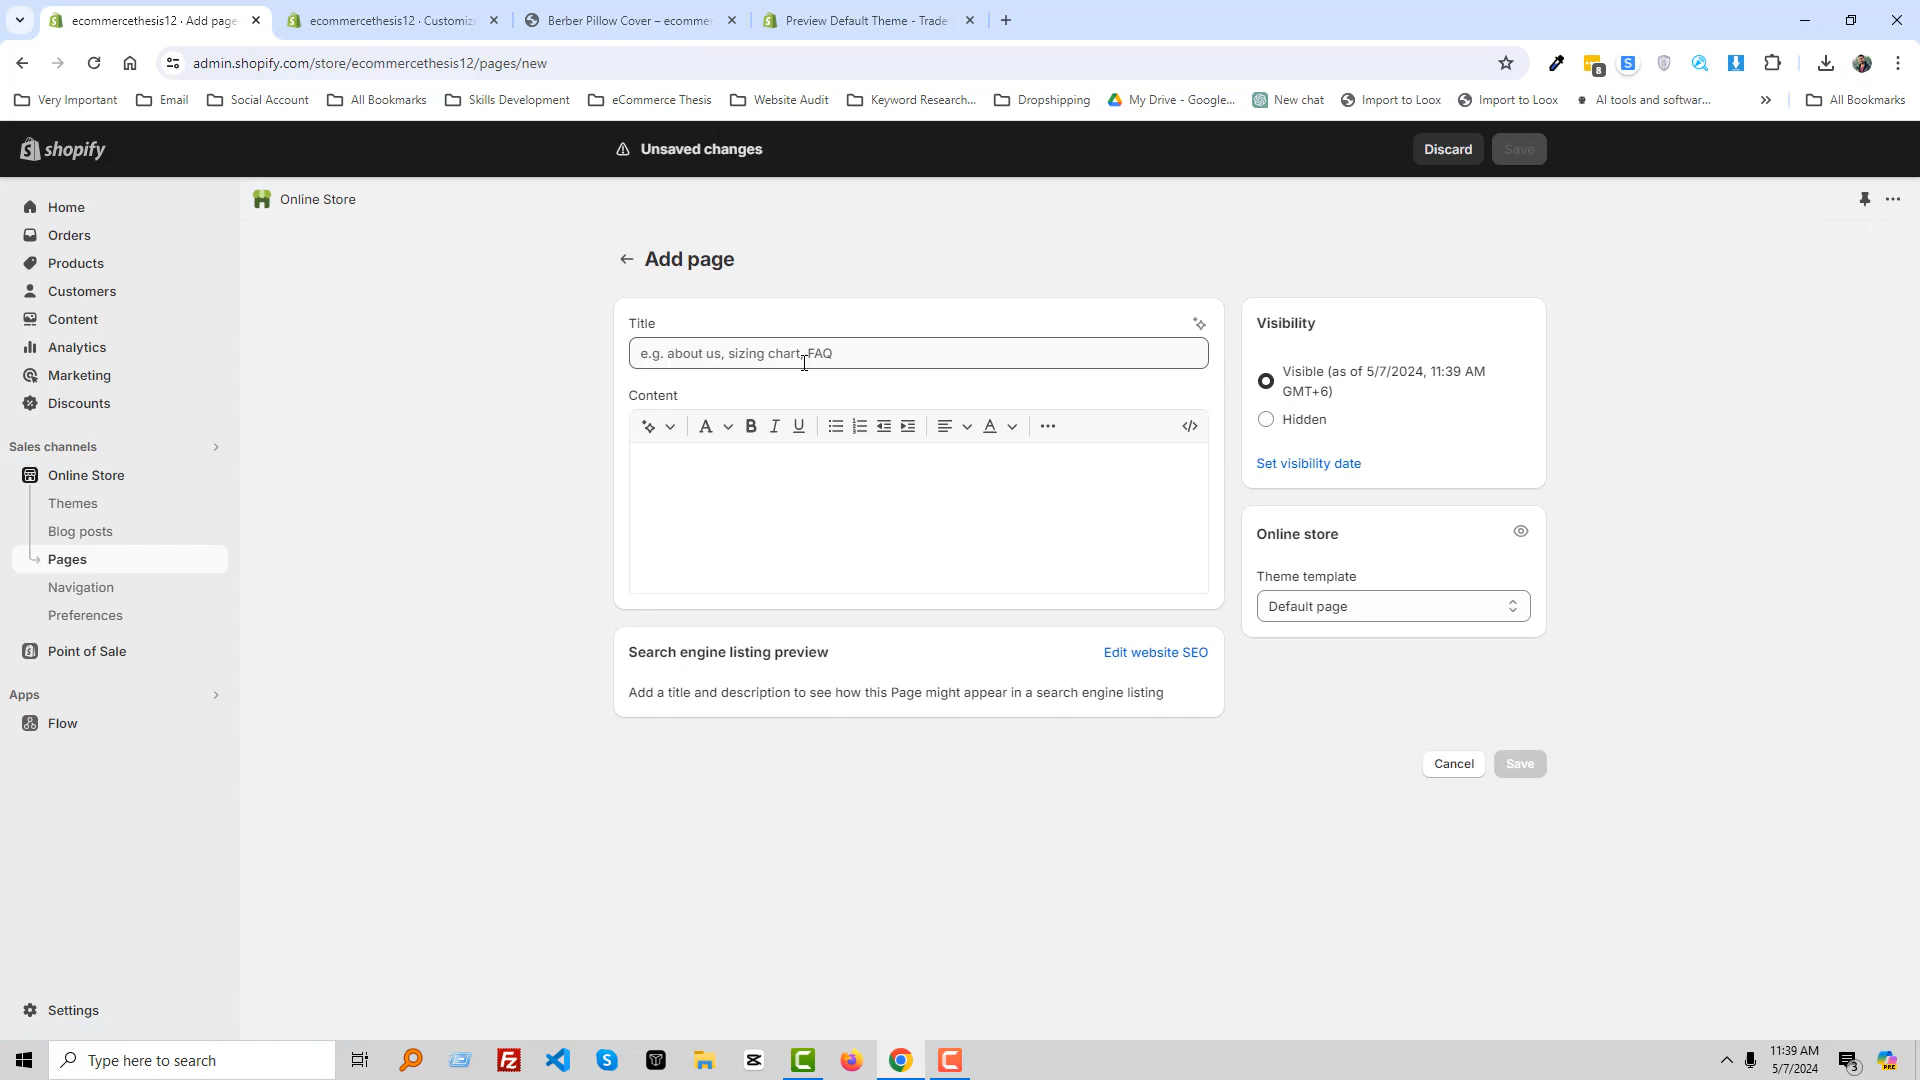 ecommercethesis12 · Add page
ecommercethesis12 · Customize
Berber Pillow Cover – ecommer
Preview Default Theme - Trade
admin.shopify.com/store/ecommercethesis12/pages/new
8
Very Important
Email
Social Account
All Bookmarks
Skills Development
eCommerce Thesis
Website Audit
Keyword Research...
Dropshipping
My Drive - Google...
New chat
Import to Loox
Import to Loox
AI tools and softwar...
All Bookmarks
shopify
Unsaved changes
Discard
Save
Home
Orders
Products
Customers
Content
Analytics
Marketing
Discounts
Sales channels
Online Store
Themes
Blog posts
Pages
Navigation
Preferences
Point of Sale
Apps
Flow
Settings
Online Store
Add page
Title
e.g. about us, sizing chart, FAQ
Content
Search engine listing preview
Edit website SEO
Add a title and description to see how this Page might appear in a search engine listing
Visibility
Visible (as of 5/7/2024, 11:39 AM
GMT+6)
Hidden
Set visibility date
Online store
Theme template
Default page
Cancel
Save
Type here to search
11:39 AM
5/7/2024
3
PRE